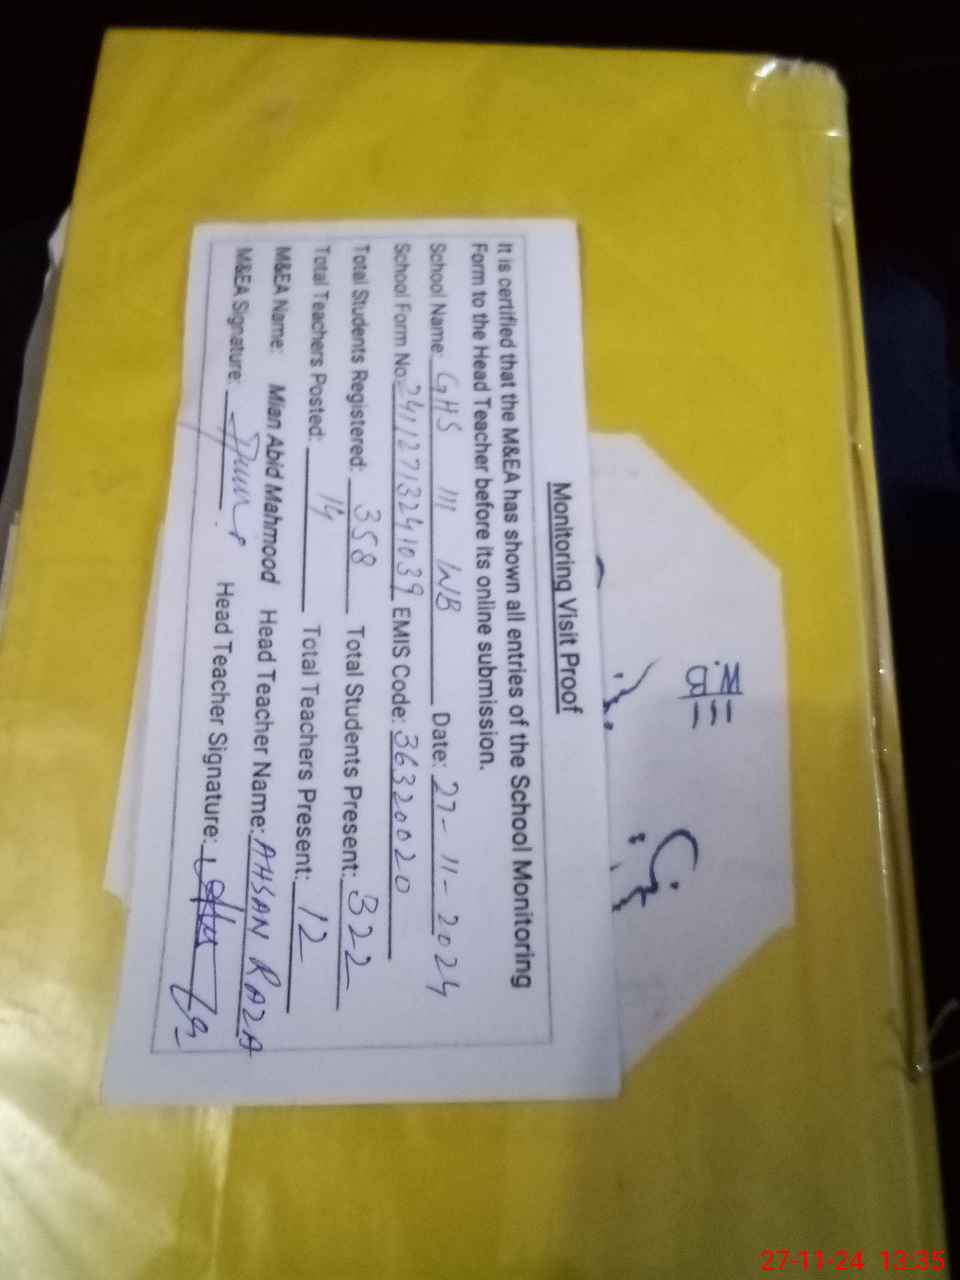 Monitoring Visit Proof
It is certified that the M&EA has shown all entries of the School Monitoring
Form to the Head Teacher before its online submission.
School Name: GHS 111 WB Date: 27-11-2024
School Form No 241127132241039 EMIS Code: 36320020
Total Students Registered: 358 Total Students Present: 322
Total Teachers Posted: 14 Total Teachers Present: 12
M&EA Name: Mian Abid Mahmood Head Teacher Name: AHSAN RAZA
M&EA Signature: Head Teacher Signature:
27-11-24 13:35